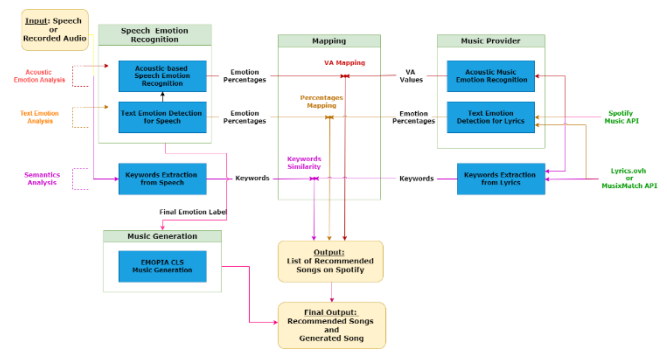 Input: Speech
or
Recorded Audio
Speech Emotion
Recognition
Mapping
Music Provider
Acoustic
Emotion Analysis
Acoustic-based
Speech Emotion
Recognition
Emotion
Percentages
VA Mapping
VA
Values
Acoustic Music
Emotion Recognition
Text Emotion
Analysis
Text Emotion Detection
for Speech
Emotion
Percentages
Percentages
Mapping
Emotion
Percentages
Text Emotion
Detection for Lyrics
Spotify
Music API
Semantics
Analysis
Keywords Extraction
from Speech
Keywords
Keywords
Similarity
Keywords
Keywords Extraction
from Lyrics
Lyrics.ovh
or
MusixMatch API
Final Emotion Label
Music Generation
EMOPIA CLS
Music Generation
Output:
List of Recommended
Songs on Spotify
Final Output:
Recommended Songs
and
Generated Song